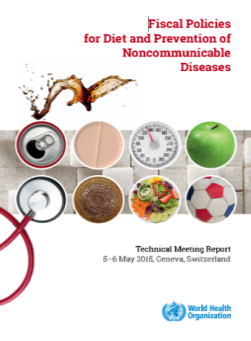 Fiscal Policies
for Diet and Prevention of
Noncommunicable
Diseases
Technical Meeting Report
5–6 May 2015, Geneva, Switzerland
World Health
Organization